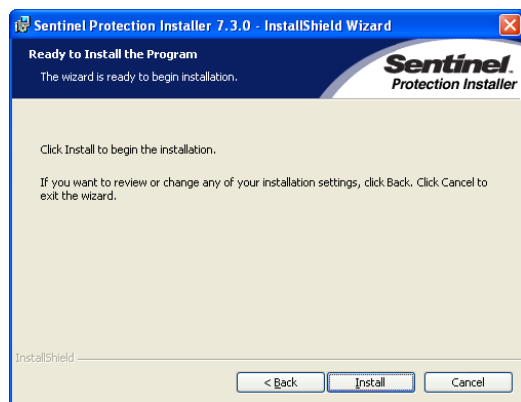 Sentinel Protection Installer 7.3.0 - InstallShield Wizard
Ready to Install the Program
The wizard is ready to begin installation.
Sentinel.
Protection Installer
Click Install to begin the installation.
If you want to review or change any of your installation settings, click Back. Click Cancel to
exit the wizard.
InstallShield
< Back
Install
Cancel